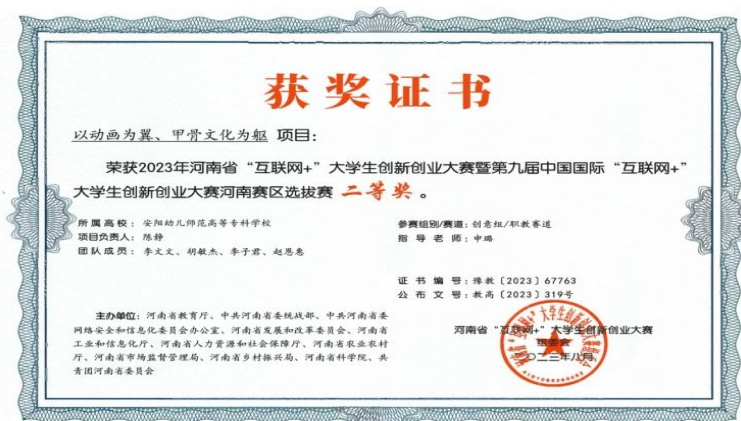 获奖证书
以动画为翼、甲骨文化为躯 项目：
荣获2023年河南省“互联网+”大学生创新创业大赛暨第九届中国国际“互联网+”
大学生创新创业大赛河南赛区选拔赛 二等奖 。
所属高校：安阳幼儿师范高等专科学校
项目负责人：陈静
团队成员：李文文、胡敏杰、李子君、赵恩惠
参赛组别/赛道：创意组/职教赛道
指导老师：申璐
证书编号：豫教〔2023〕67763
公布文号：教高〔2023〕319号
主办单位：河南省教育厅、中共河南省委统战部、中共河南省委
网络安全和信息化委员会办公室、河南省发展和改革委员会、河南省
工业和信息化厅、河南省人力资源和社会保障厅、河南省农业农村
厅、河南省市场监督管理局、河南省乡村振兴局、河南省科学院、共
青团河南省委员会
河南省“互联网+”大学生创新创业大赛
组委会
二〇二三年八月